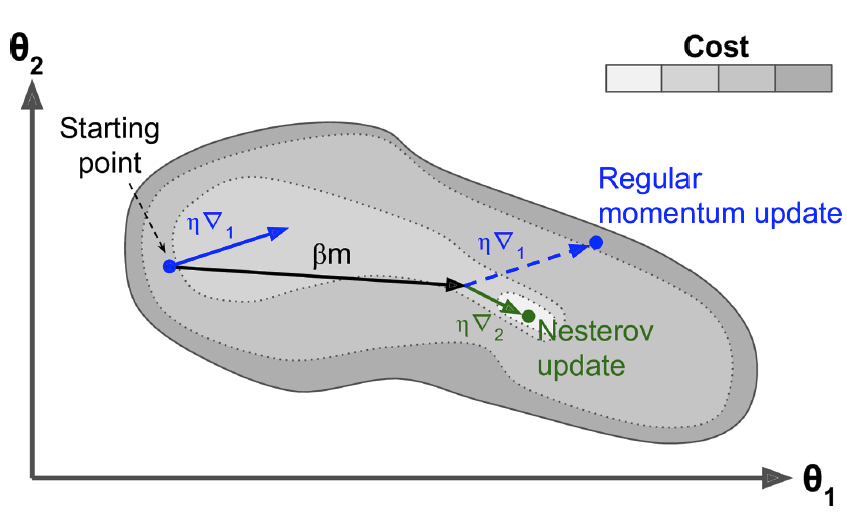 θ2
Cost
Starting
point
Regular
momentum update
η∇1
η∇1
βm
η∇2
Nesterov
update
θ1